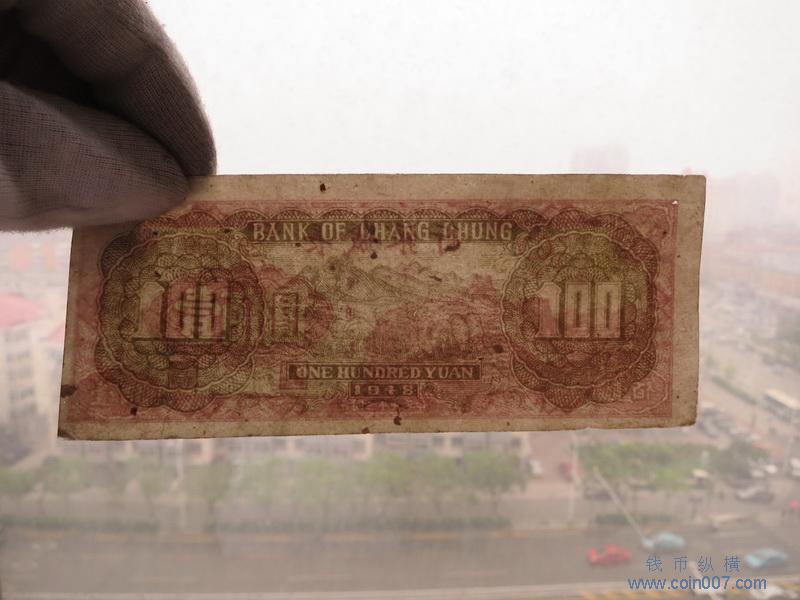 BANK OF CHANG CHUNG
100
100
ONE HUNDRED YUAN
1948
钱币纵横
www.coin007.com